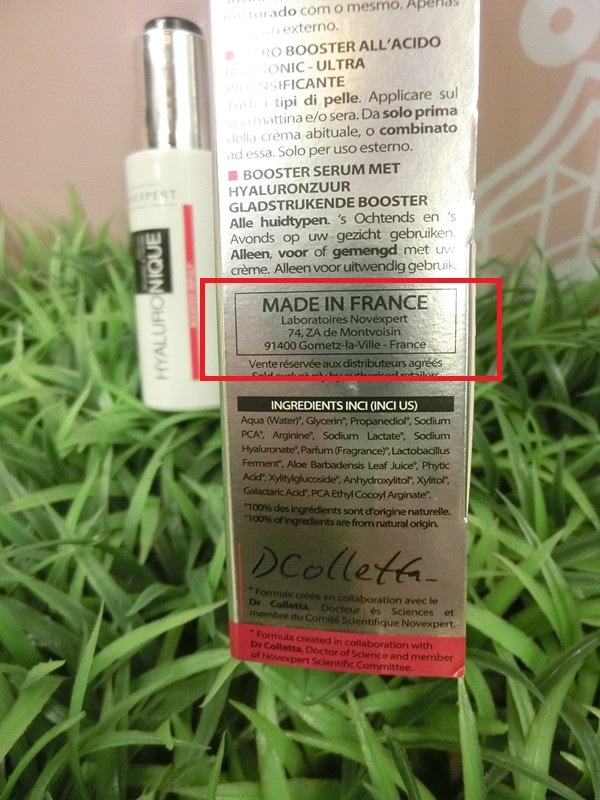 com o mesmo. Apenas
externo.
BOOSTER ALL'ACIDO
- ULTRA
Tutti i tipi di pelle. Applicare sul
mattina e/o sera. Da solo prima
della crema abituale, o combinato
ad essa. Solo per uso esterno.
■ BOOSTER SERUM MET
HYALURONZUUR
GLADSTRIJKENDE BOOSTER
Alle huidtypen. 's Ochtends en 's
Avonds op uw gezicht gebruiken.
Alleen, voor of gemengd met uw
crème. Alleen voor uitwendig gebruik.
MADE IN FRANCE
Laboratoires Novexpert
74, ZA de Montvoisin
91400 Gometz-la-Ville - France
Vente réservée aux distributeurs agréés
Sold exclusively by authorised retailers
INGREDIENTS INCI (INCI US)
Aqua (Water)*, Glycerin*, Propanediol*, Sodium
PCA*, Arginine*, Sodium Lactate*, Sodium
Hyaluronate*, Parfum (Fragrance)*, Lactobacillus
Ferment*, Aloe Barbadensis Leaf Juice*, Phytic
Acid*, Xylitylglucoside*, Anhydroxylitol*, Xylitol*,
Galactaric Acid*, PCA Ethyl Cocoyl Arginate*.
*100% des ingrédients sont d'origine naturelle.
*100% of ingredients are from natural origin.
DColletta
* Formule créée en collaboration avec le
Dr Colletta, Docteur ès Sciences et
membre du Comité Scientifique Novexpert.
* Formula created in collaboration with
Dr Colletta, Doctor of Science and member
of Novexpert Scientific Committee.
HYALURONIQUE